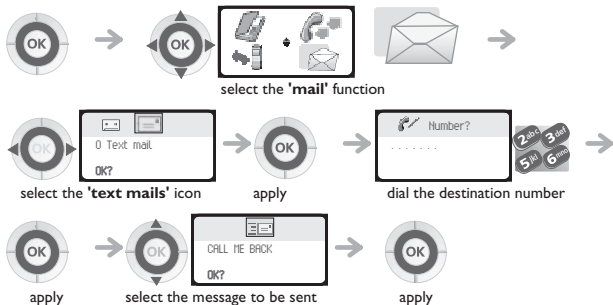 OK
OK
select the 'mail' function
OK
0 Text mail
OK?
OK
Number?
.......
2abc
3def
5jkl
6mno
select the 'text mails' icon
apply
dial the destination number
OK
OK
CALL ME BACK
OK?
OK
apply
select the message to be sent
apply